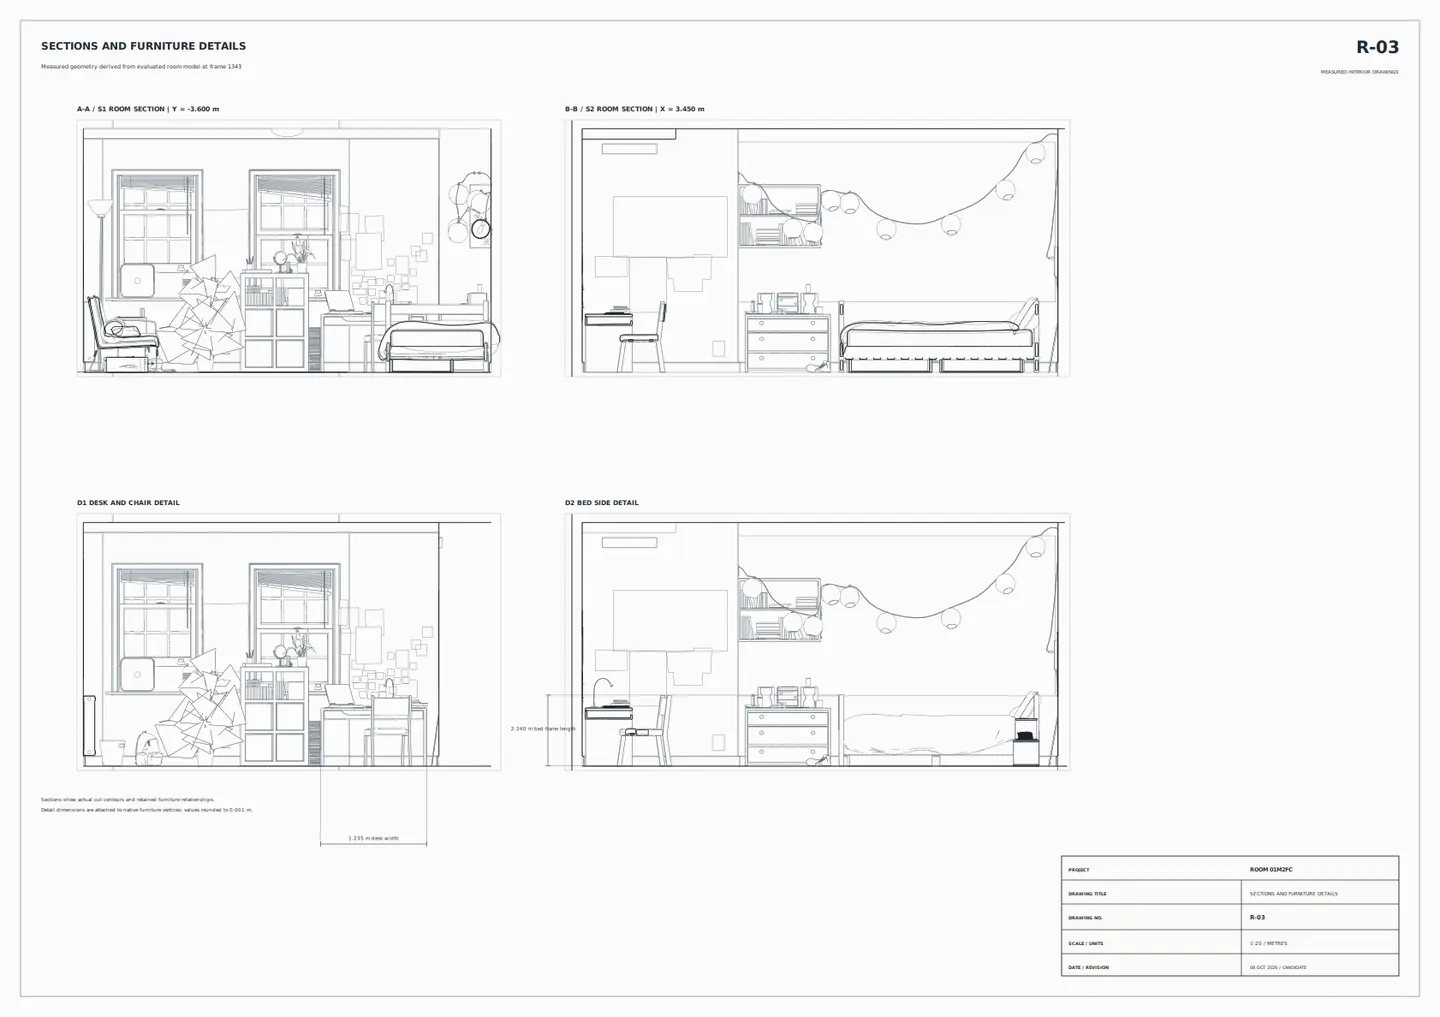 SECTIONS AND FURNITURE DETAILS
Measured geometry derived from evaluated room model at frame 1343
R-03
MEASURED INTERIOR DRAWINGS
A-A / S1 ROOM SECTION | Y = -3.600 m
B-B / S2 ROOM SECTION | X = 3.450 m
D1 DESK AND CHAIR DETAIL
D2 BED SIDE DETAIL
2.340 m bed frame length
Sections show actual cut contours and retained furniture relationships.
Detail dimensions are attached to native furniture vertices; values rounded to 0.001 m.
1.235 m desk width
PROJECT ROOM 01M2FC
DRAWING TITLE SECTIONS AND FURNITURE DETAILS
DRAWING NO. R-03
SCALE / UNITS 1:20 / METRES
DATE / REVISION OCT 2026 / CANDIDATE